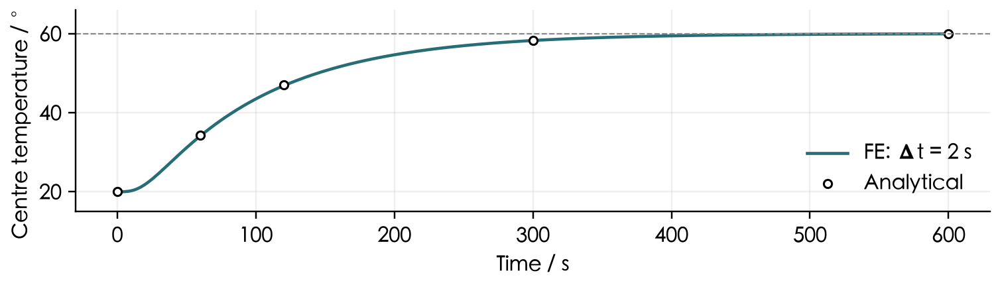 Centre temperature / °
60
40
20
FE: Δt = 2 s
Analytical
0 100 200 300 400 500 600
Time / s